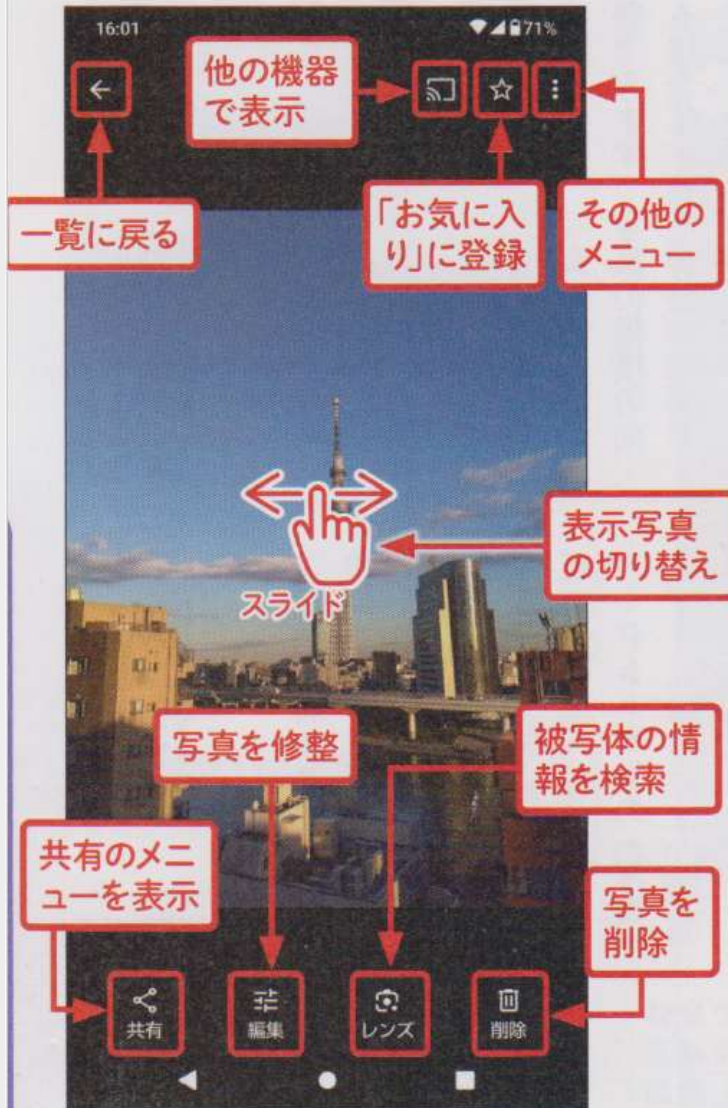 16:01
71%
他の機器
で表示
一覧に戻る
「お気に入
り」に登録
その他の
メニュー
表示写真
の切り替え
スライド
写真を修整
被写体の情
報を検索
共有のメニ
ューを表示
写真を
削除
共有
編集
レンズ
削除